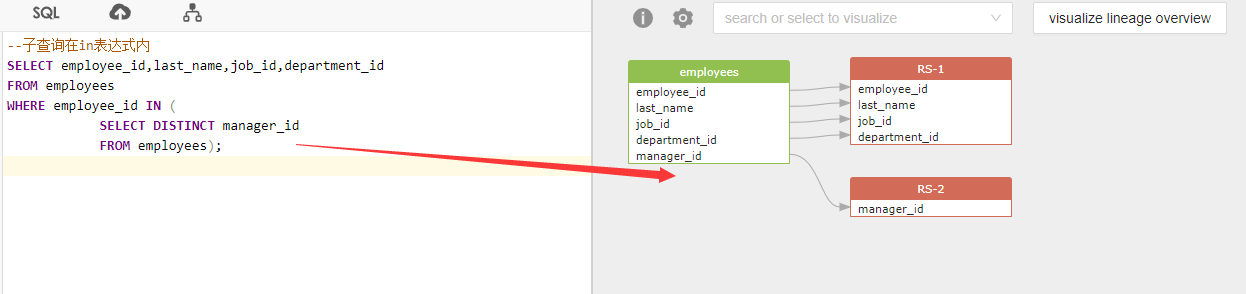 SQL
--子查询在in表达式内
SELECT employee_id,last_name,job_id,department_id
FROM employees
WHERE employee_id IN (
SELECT DISTINCT manager_id
FROM employees);
search or select to visualize
visualize lineage overview
employees
employee_id
last_name
job_id
department_id
manager_id
RS-1
employee_id
last_name
job_id
department_id
RS-2
manager_id